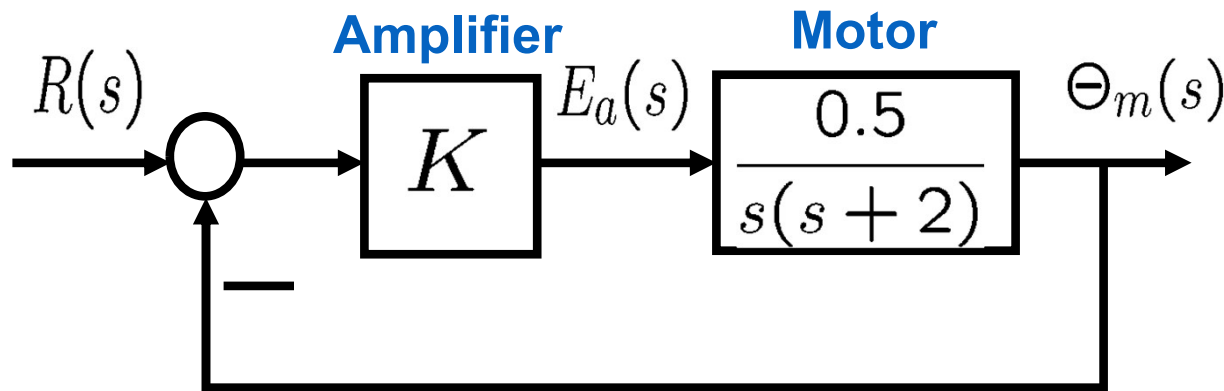 Amplifier
Motor
R(s)
K
E_a(s)
0.5
s(s + 2)
Θ_m(s)
−